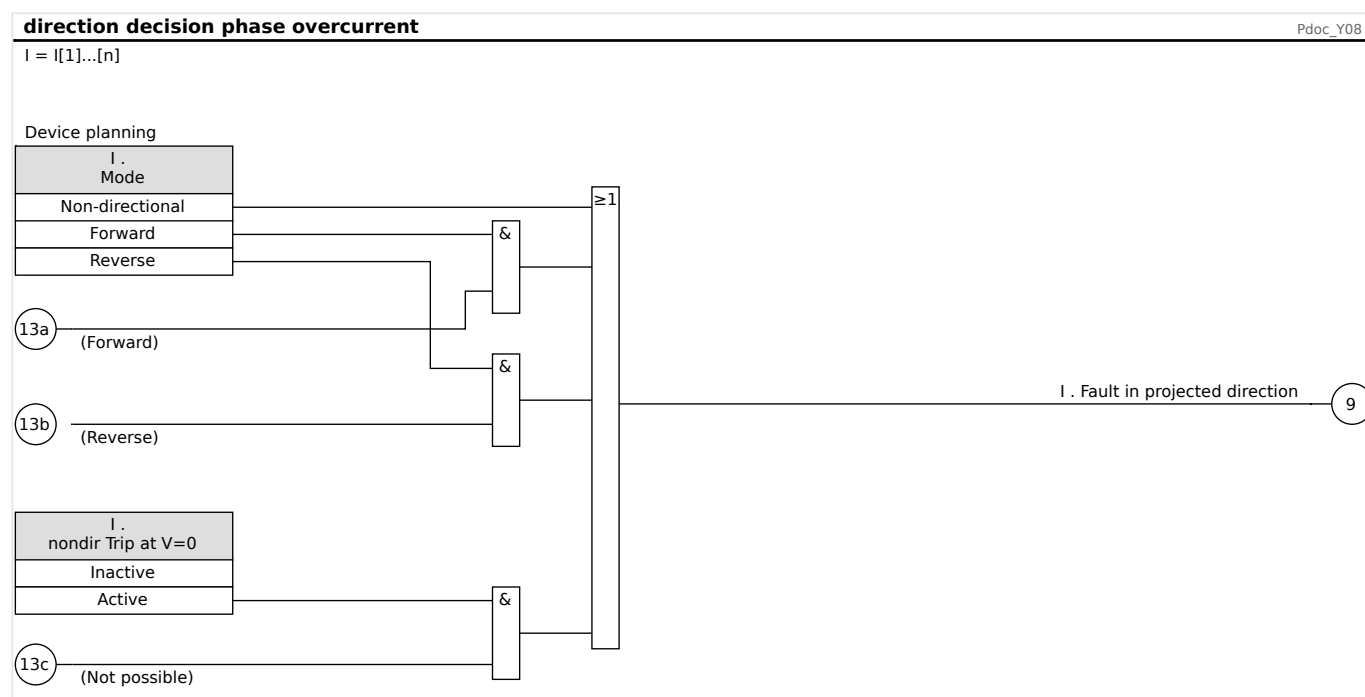 direction decision phase overcurrent
Pdoc_Y08
I = I[1]...[n]
Device planning
I .
Mode
Non-directional
≥1
Forward
&
Reverse
13a
(Forward)
&
I . Fault in projected direction
9
13b
(Reverse)
I .
nondir Trip at V=0
Inactive
Active
&
13c
(Not possible)